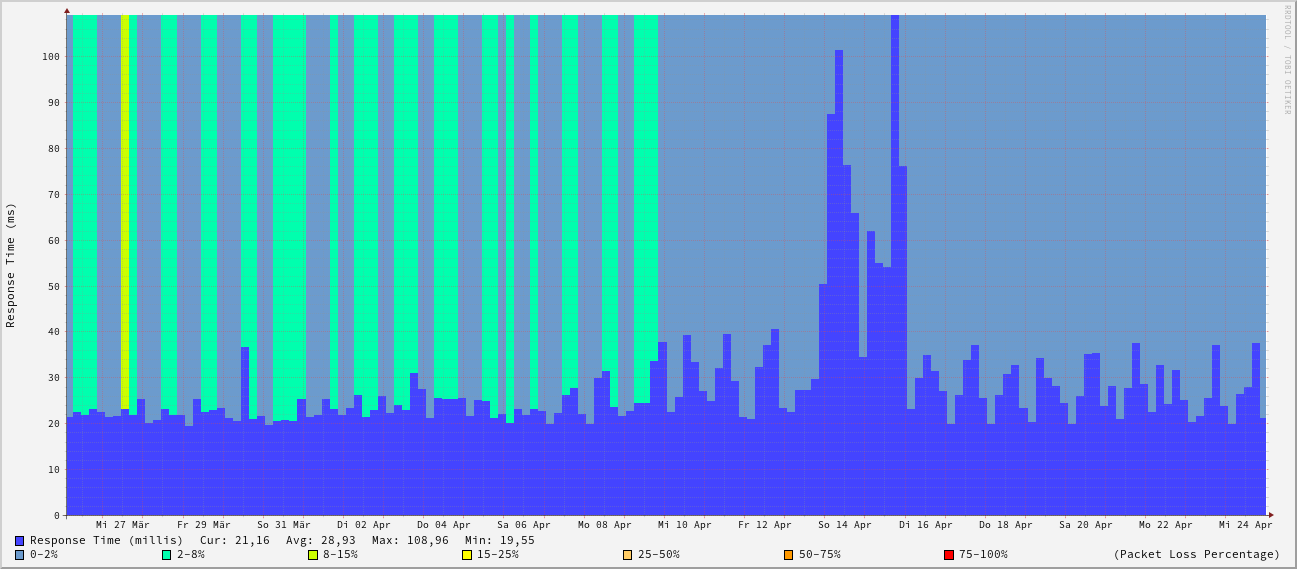 RRDTOOL / TOBI OETIKER
Response Time (ms)
100
90
80
70
60
50
40
30
20
10
0
Mi 27 Mär Fr 29 Mär So 31 Mär Di 02 Apr Do 04 Apr Sa 06 Apr Mo 08 Apr Mi 10 Apr Fr 12 Apr So 14 Apr Di 16 Apr Do 18 Apr Sa 20 Apr Mo 22 Apr Mi 24 Apr
Response Time (millis) Cur: 21,16 Avg: 28,93 Max: 108,96 Min: 19,55
0-2% 2-8% 8-15% 15-25% 25-50% 50-75% 75-100% (Packet Loss Percentage)